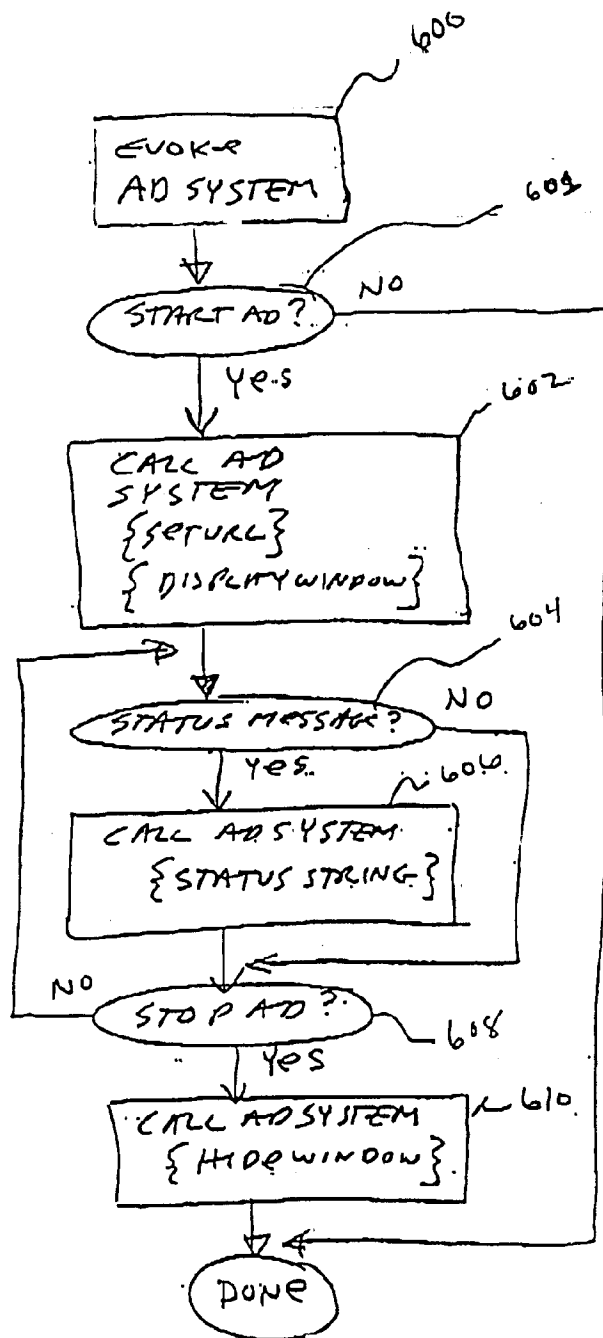 600
EVOKe
AD SYSTEM
601
START AD?
NO
Yes
602
CALL AD
SYSTEM
{SeTURL}
{DISPLAYWINDOW}
604
STATUS MESSAGE?
NO
Yes.
606
CALL AD SYSTEM
{STATUS STRING}
NO
STOP AD?
608
Yes
610
CALL AD SYSTEM
{HIDe WINDOW}
DONe